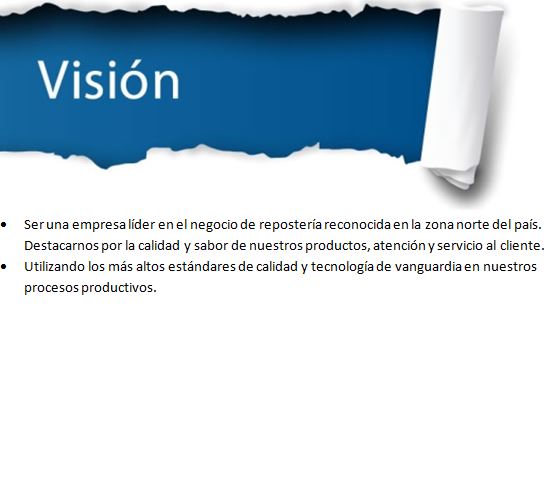 Visión
• Ser una empresa líder en el negocio de repostería reconocida en la zona norte del país.
Destacarnos por la calidad y sabor de nuestros productos, atención y servicio al cliente.
• Utilizando los más altos estándares de calidad y tecnología de vanguardia en nuestros
procesos productivos.